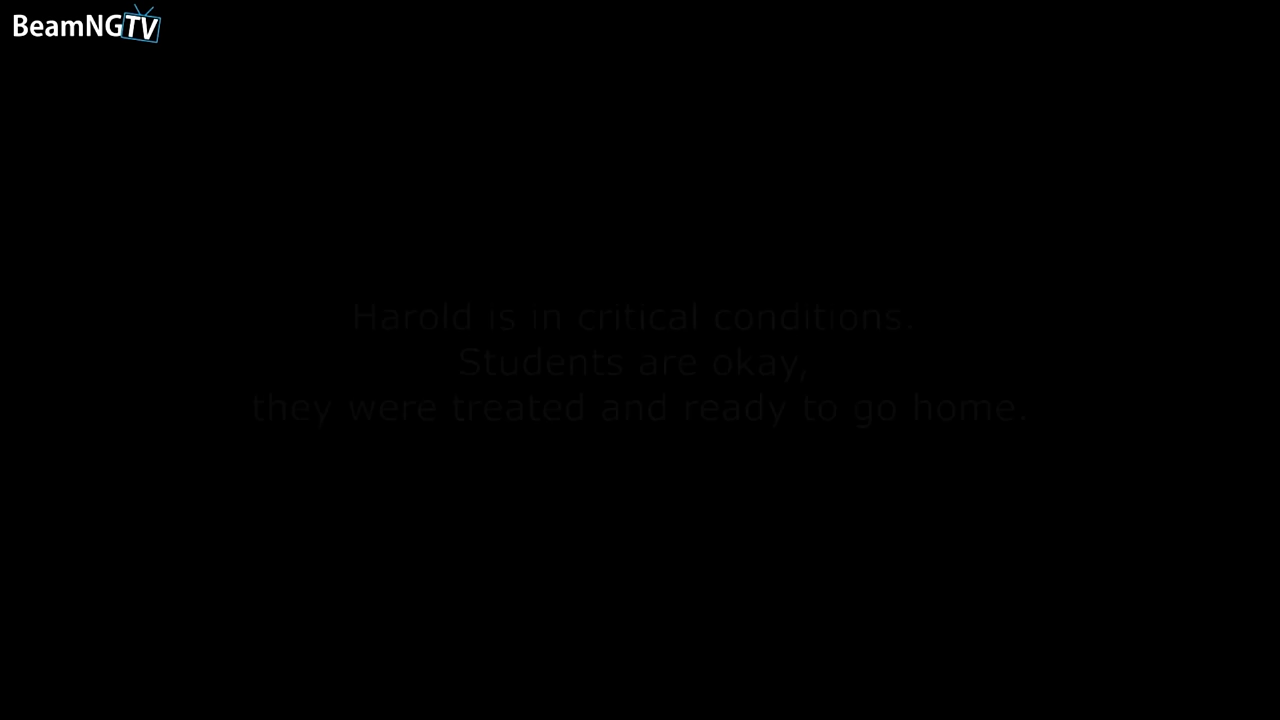 BeamNGTV
Harold is in critical conditions.
Students are okay,
they were treated and ready to go home.